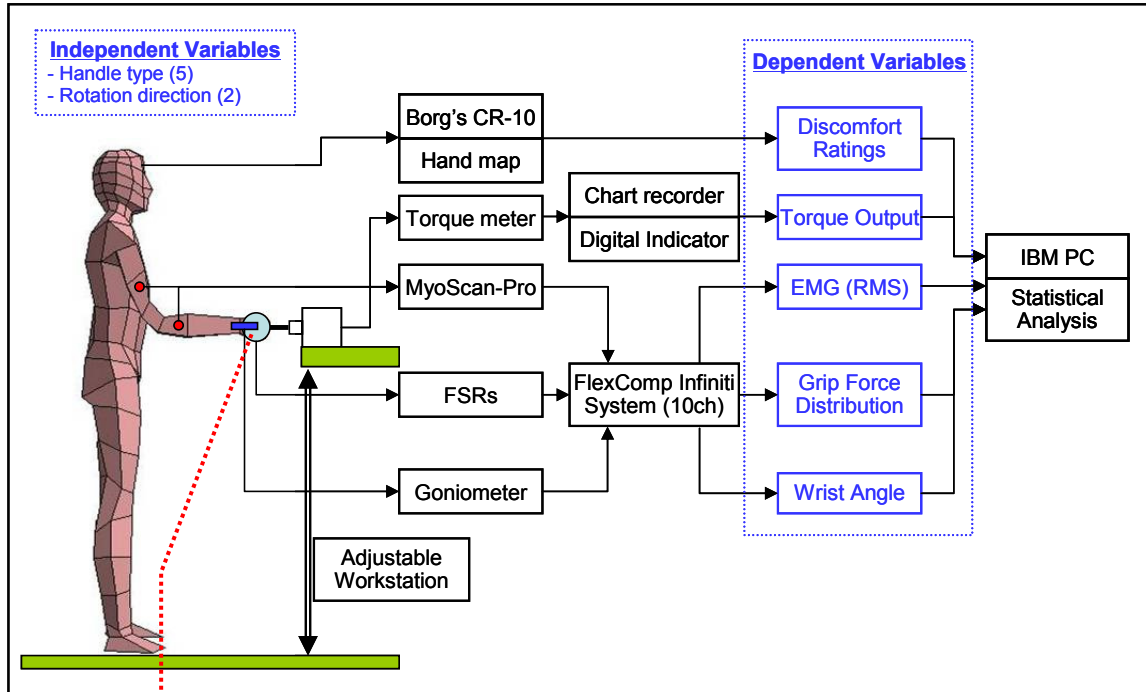 Independent Variables
- Handle type (5)
- Rotation direction (2)
Dependent Variables
Borg's CR-10
Hand map
Discomfort
Ratings
Torque meter
Chart recorder
Digital Indicator
Torque Output
MyoScan-Pro
EMG (RMS)
IBM PC
Statistical
Analysis
FSRs
FlexComp Infiniti
System (10ch)
Grip Force
Distribution
Goniometer
Wrist Angle
Adjustable
Workstation